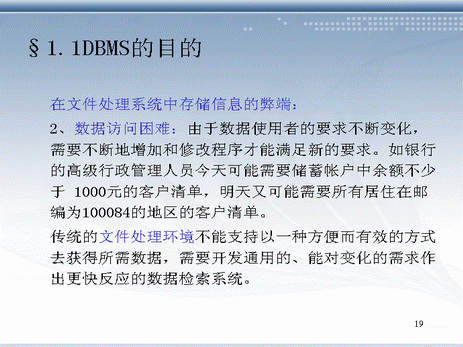 §1.1DBMS的目的
在文件处理系统中存储信息的弊端：
2、数据访问困难：由于数据使用者的要求不断变化，
需要不断地增加和修改程序才能满足新的要求。如银行
的高级行政管理人员今天可能需要储蓄帐户中余额不少
于 1000元的客户清单，明天又可能需要所有居住在邮
编为100084的地区的客户清单。
传统的文件处理环境不能支持以一种方便而有效的方式
去获得所需数据，需要开发通用的、能对变化的需求作
出更快反应的数据检索系统。
19